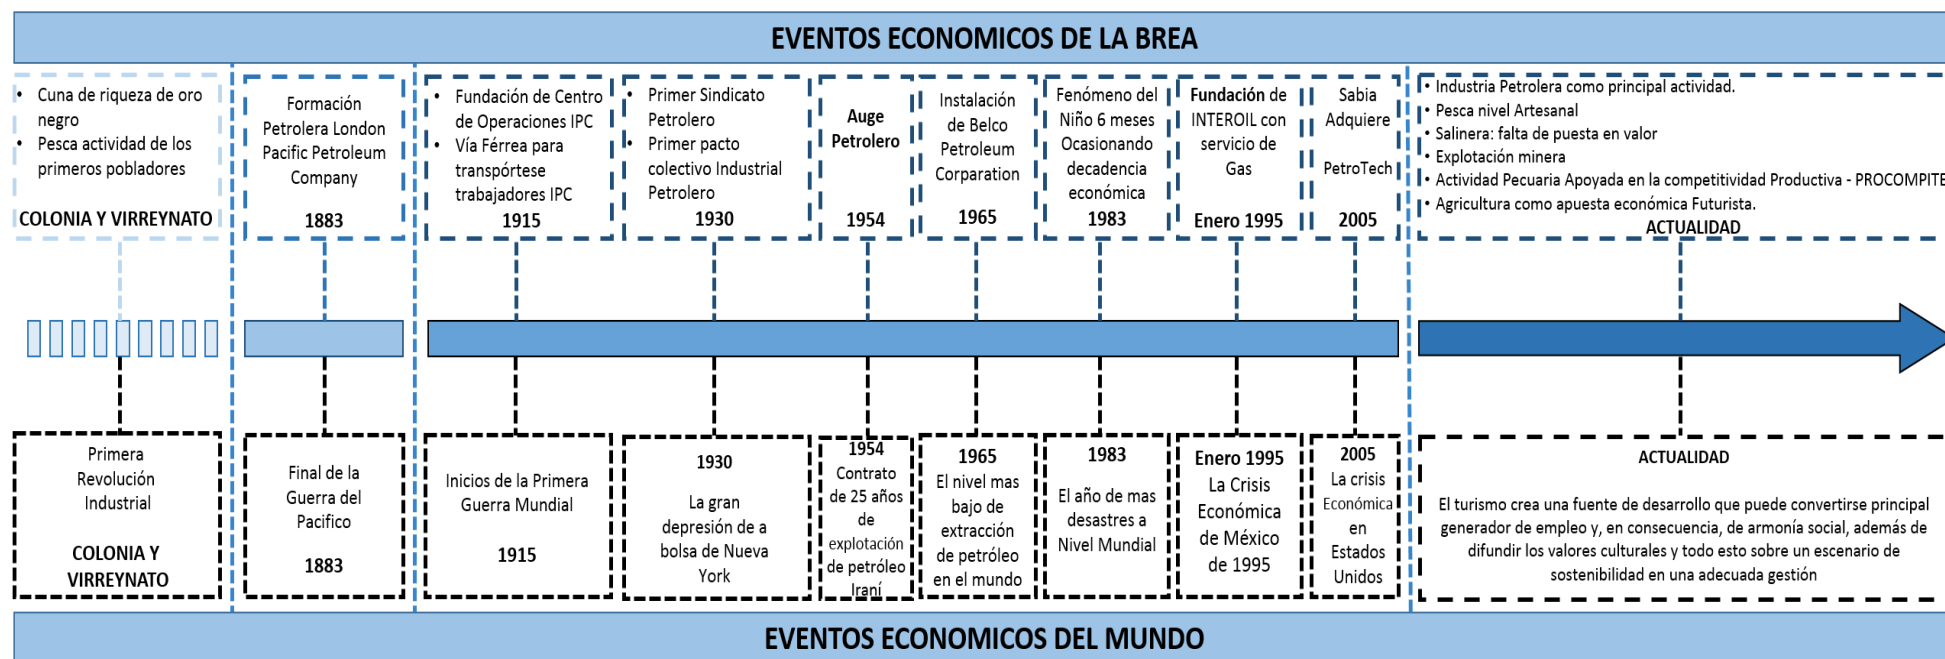 EVENTOS ECONOMICOS DE LA BREA
• Cuna de riqueza de oro
negro
• Pesca actividad de los
primeros pobladores
COLONIA Y VIRREYNATO
Formación
Petrolera London
Pacific Petroleum
Company
1883
• Fundación de Centro
de Operaciones IPC
• Vía Férrea para
transpórtese
trabajadores IPC
1915
• Primer Sindicato
Petrolero
• Primer pacto
colectivo Industrial
Petrolero
1930
Auge
Petrolero
1954
Instalación
de Belco
Petroleum
Corparation
1965
Fenómeno del
Niño 6 meses
Ocasionando
decadencia
económica
1983
Fundación de
INTEROIL con
servicio de
Gas
Enero 1995
Sabia
Adquiere
PetroTech
2005
• Industria Petrolera como principal actividad.
• Pesca nivel Artesanal
• Salinera: falta de puesta en valor
• Explotación minera
• Actividad Pecuaria Apoyada en la competitividad Productiva - PROCOMPITE
• Agricultura como apuesta económica Futurista.
ACTUALIDAD
Primera
Revolución
Industrial
COLONIA Y
VIRREYNATO
Final de la
Guerra del
Pacifico
1883
Inicios de la Primera
Guerra Mundial
1915
1930
La gran
depresión de a
bolsa de Nueva
York
1954
Contrato
de 25 años
de
explotación
de petróleo
Iraní
1965
El nivel mas
bajo de
extracción
de petróleo
en el mundo
1983
El año de mas
desastres a
Nivel Mundial
Enero 1995
La Crisis
Económica
de México
de 1995
2005
La crisis
Económica
en
Estados
Unidos
ACTUALIDAD
El turismo crea una fuente de desarrollo que puede convertirse principal
generador de empleo y, en consecuencia, de armonía social, además de
difundir los valores culturales y todo esto sobre un escenario de
sostenibilidad en una adecuada gestión
EVENTOS ECONOMICOS DEL MUNDO